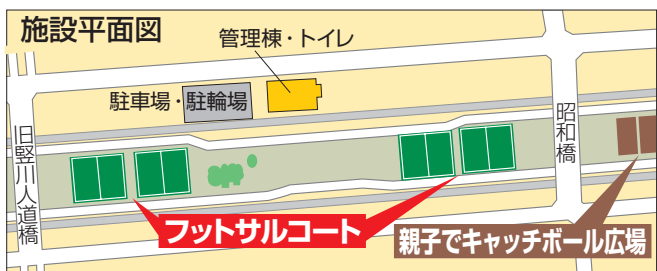 施設平面図
管理棟・トイレ
駐車場・駐輪場
旧竪川人道橋
昭和橋
フットサルコート
親子でキャッチボール広場